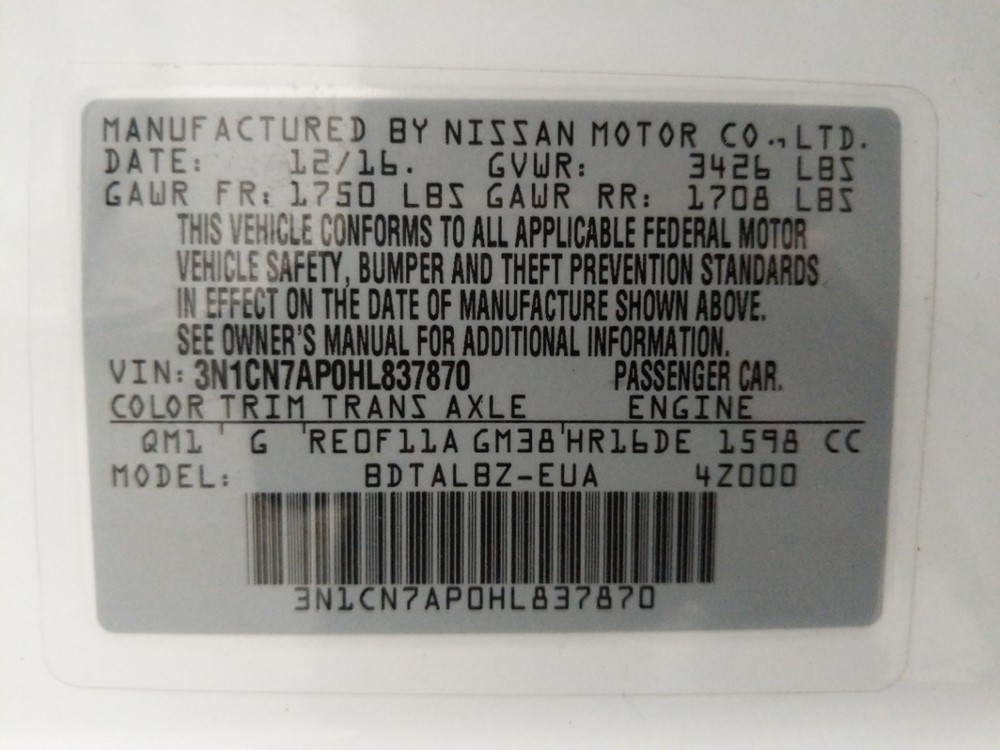 MANUFACTURED BY NISSAN MOTOR CO.,LTD.
DATE: 12/16. GVWR: 3426 LBS
GAWR FR: 1750 LBS GAWR RR: 1708 LBS
THIS VEHICLE CONFORMS TO ALL APPLICABLE FEDERAL MOTOR
VEHICLE SAFETY, BUMPER AND THEFT PREVENTION STANDARDS
IN EFFECT ON THE DATE OF MANUFACTURE SHOWN ABOVE.
SEE OWNER'S MANUAL FOR ADDITIONAL INFORMATION.
VIN: 3N1CN7AP0HL837870 PASSENGER CAR.
COLOR TRIM TRANS AXLE ENGINE
QM1 G RE0F11A GM38 HR16DE 1598 CC
MODEL: BDTALBZ-EUA 4Z000
3N1CN7AP0HL837870